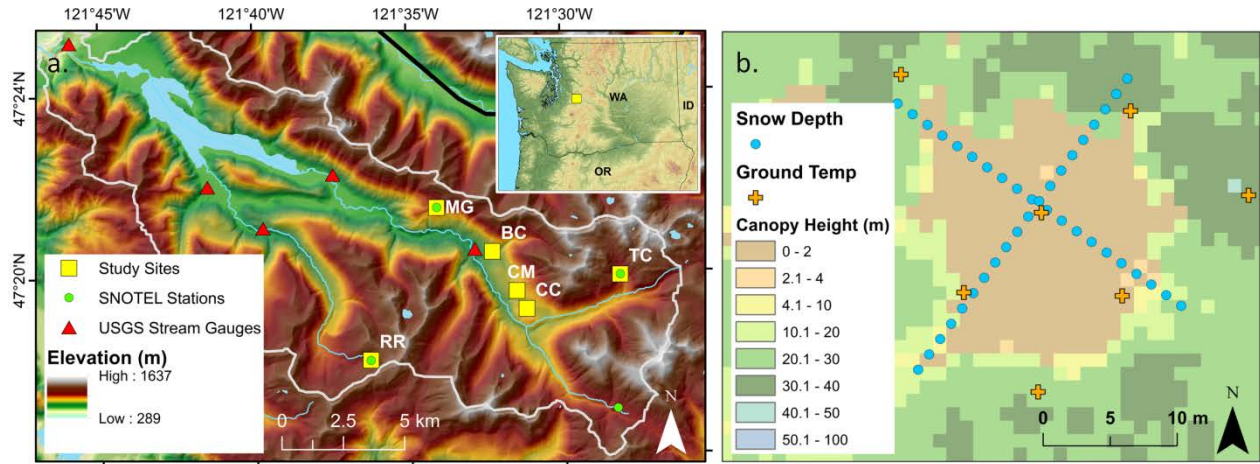 121°45'W
121°40'W
121°35'W
121°30'W
a.
47°24'N
47°20'N
WA
ID
OR
MG
BC
TC
CM
CC
RR
Study Sites
SNOTEL Stations
USGS Stream Gauges
Elevation (m)
High : 1637
Low : 289
0 2.5 5 km
N
b.
Snow Depth
Ground Temp
Canopy Height (m)
0 - 2
2.1 - 4
4.1 - 10
10.1 - 20
20.1 - 30
30.1 - 40
40.1 - 50
50.1 - 100
0 5 10 m
N